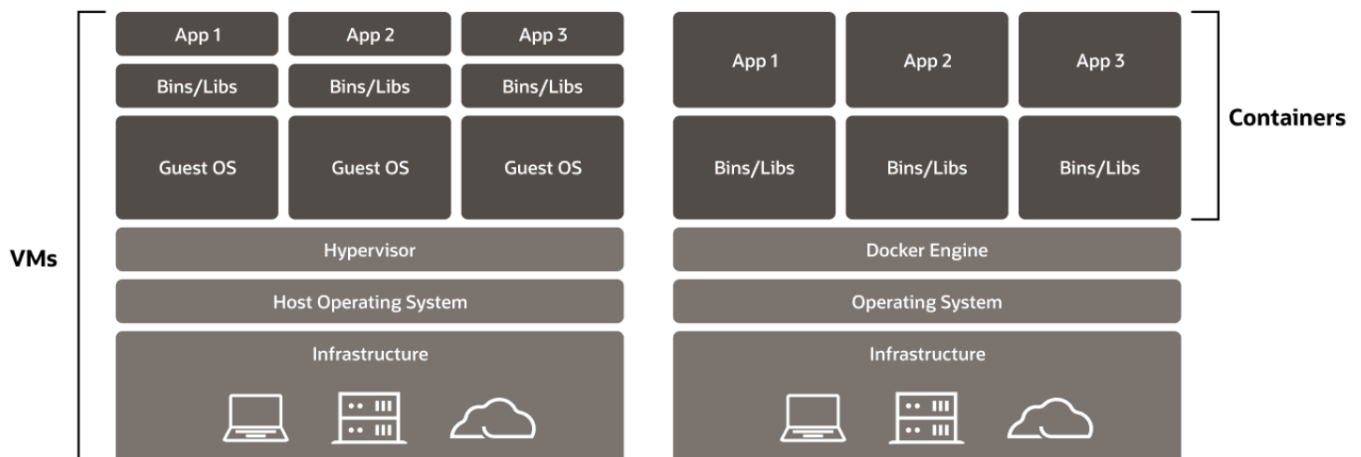 VMs
App 1
App 2
App 3
Bins/Libs
Bins/Libs
Bins/Libs
Guest OS
Guest OS
Guest OS
Hypervisor
Host Operating System
Infrastructure
App 1
App 2
App 3
Bins/Libs
Bins/Libs
Bins/Libs
Docker Engine
Operating System
Infrastructure
Containers